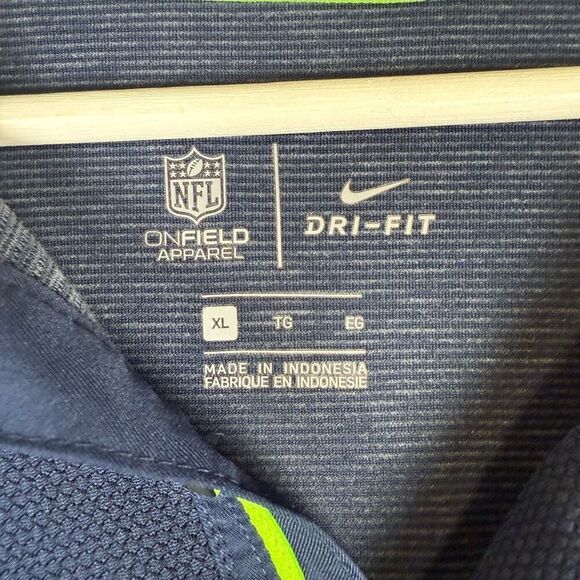 NFL
ONFIELD
APPAREL
DRI-FIT
XL TG EG
MADE IN INDONESIA
FABRIQUE EN INDONESIE